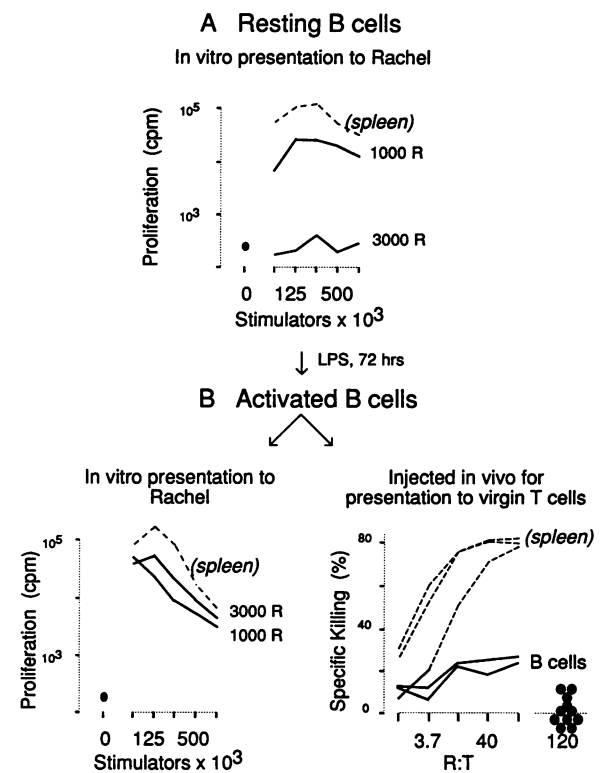 A Resting B cells
In vitro presentation to Rachel
Proliferation (cpm)
10⁵
10³
(spleen)
1000 R
3000 R
0 125 500
Stimulators x 10³
LPS, 72 hrs
B Activated B cells
In vitro presentation to
Rachel
Proliferation (cpm)
10⁵
10³
(spleen)
3000 R
1000 R
0 125 500
Stimulators x 10³
Injected in vivo for
presentation to virgin T cells
Specific Killing (%)
80
40
0
(spleen)
B cells
3.7 40 120
R:T